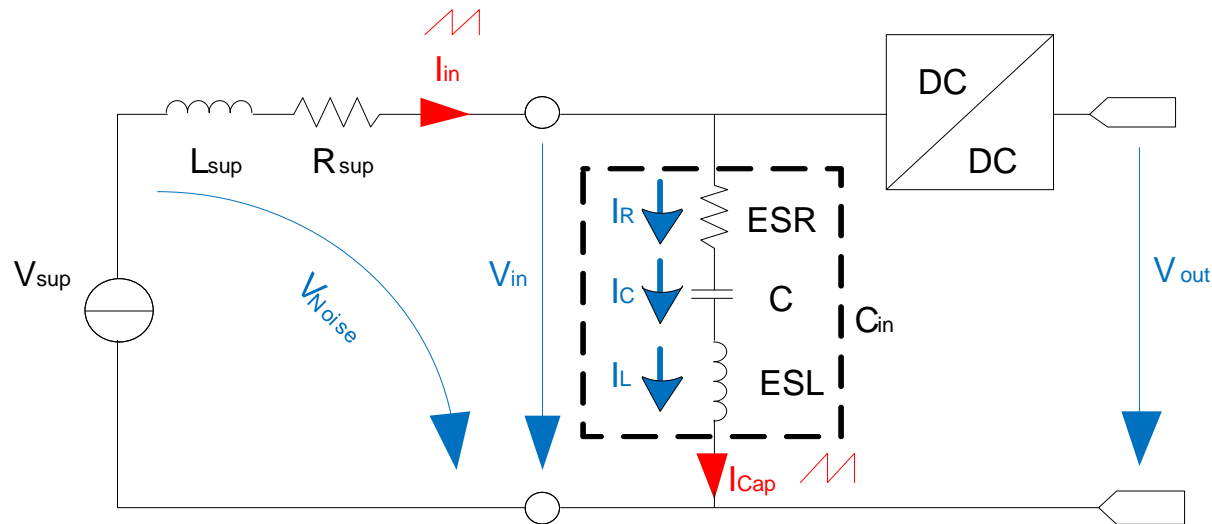 Iin
DC
DC
Lsup
Rsup
IR
ESR
Vsup
VNoise
Vin
IC
C
Cin
Vout
IL
ESL
ICap